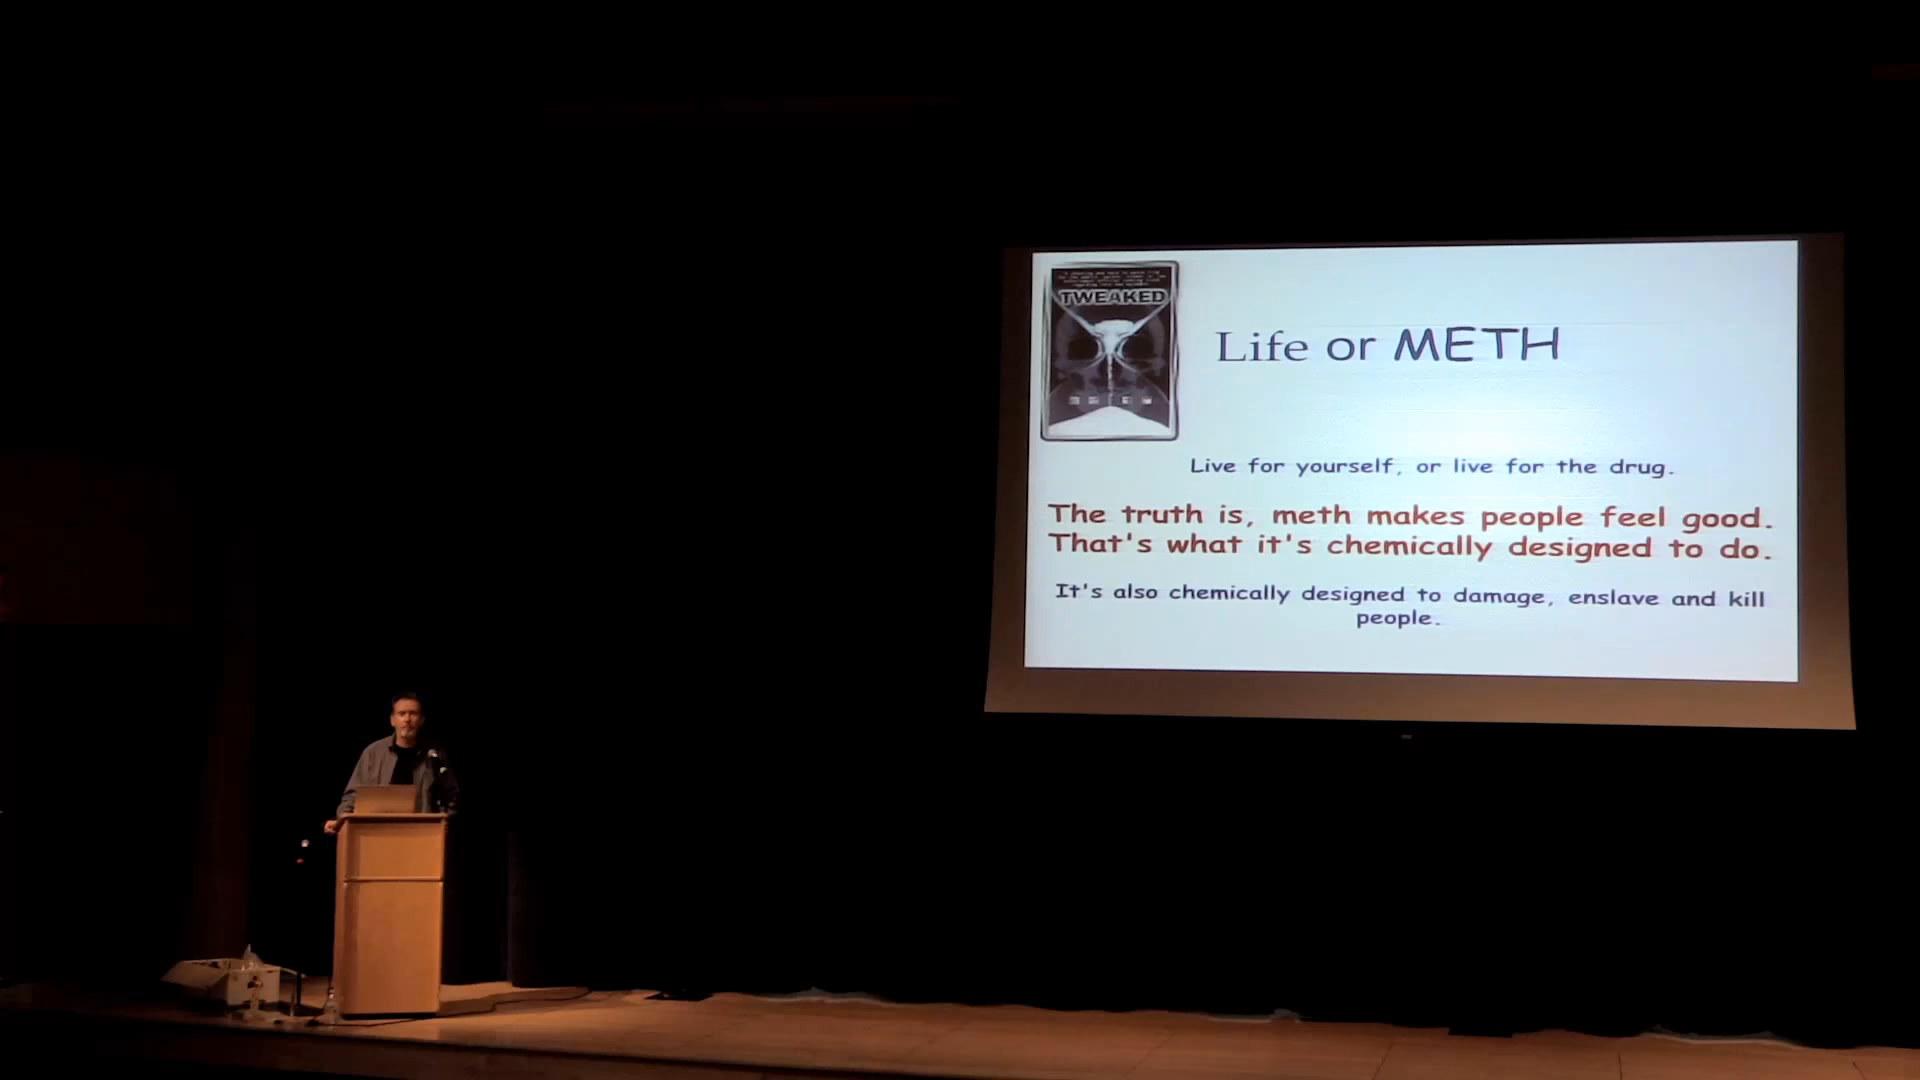 TWEAKED
Life or METH
Live for yourself, or live for the drug.
The truth is, meth makes people feel good.
That's what it's chemically designed to do.
It's also chemically designed to damage, enslave and kill
people.